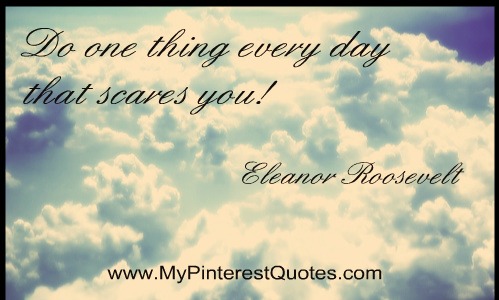 Do one thing every day
that scares you!
Eleanor Roosevelt
www.MyPinterestQuotes.com